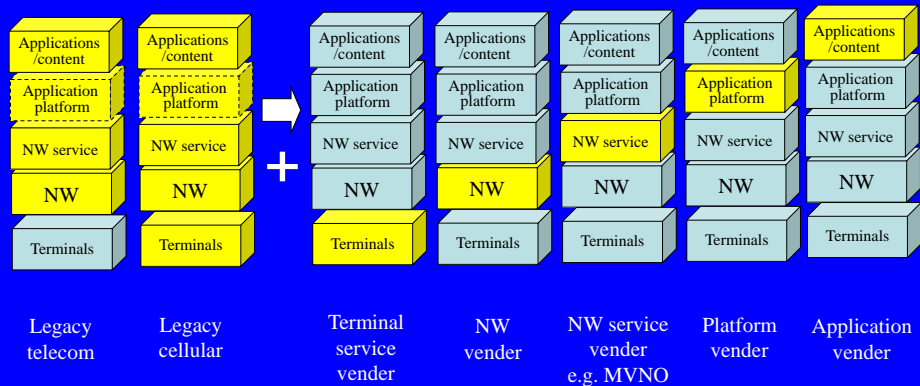 Applications
/content
Application
platform
NW service
NW
Terminals
Legacy
telecom
Applications
/content
Application
platform
NW service
NW
Terminals
Legacy
cellular
+
Applications
/content
Application
platform
NW service
NW
Terminals
Terminal
service
vender
Applications
/content
Application
platform
NW service
NW
Terminals
NW
vender
Applications
/content
Application
platform
NW service
NW
Terminals
NW service
vender
e.g. MVNO
Applications
/content
Application
platform
NW service
NW
Terminals
Platform
vender
Applications
/content
Application
platform
NW service
NW
Terminals
Application
vender